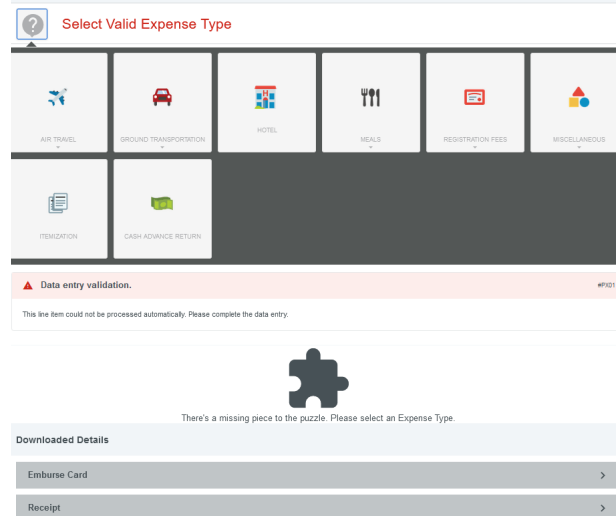 Select Valid Expense Type
AIR TRAVEL
GROUND TRANSPORTATION
HOTEL
MEALS
REGISTRATION FEES
MISCELLANEOUS
ITEMIZATION
CASH ADVANCE RETURN
Data entry validation.
#PX01
This line item could not be processed automatically. Please complete the data entry.
There's a missing piece to the puzzle. Please select an Expense Type.
Downloaded Details
Emburse Card
Receipt